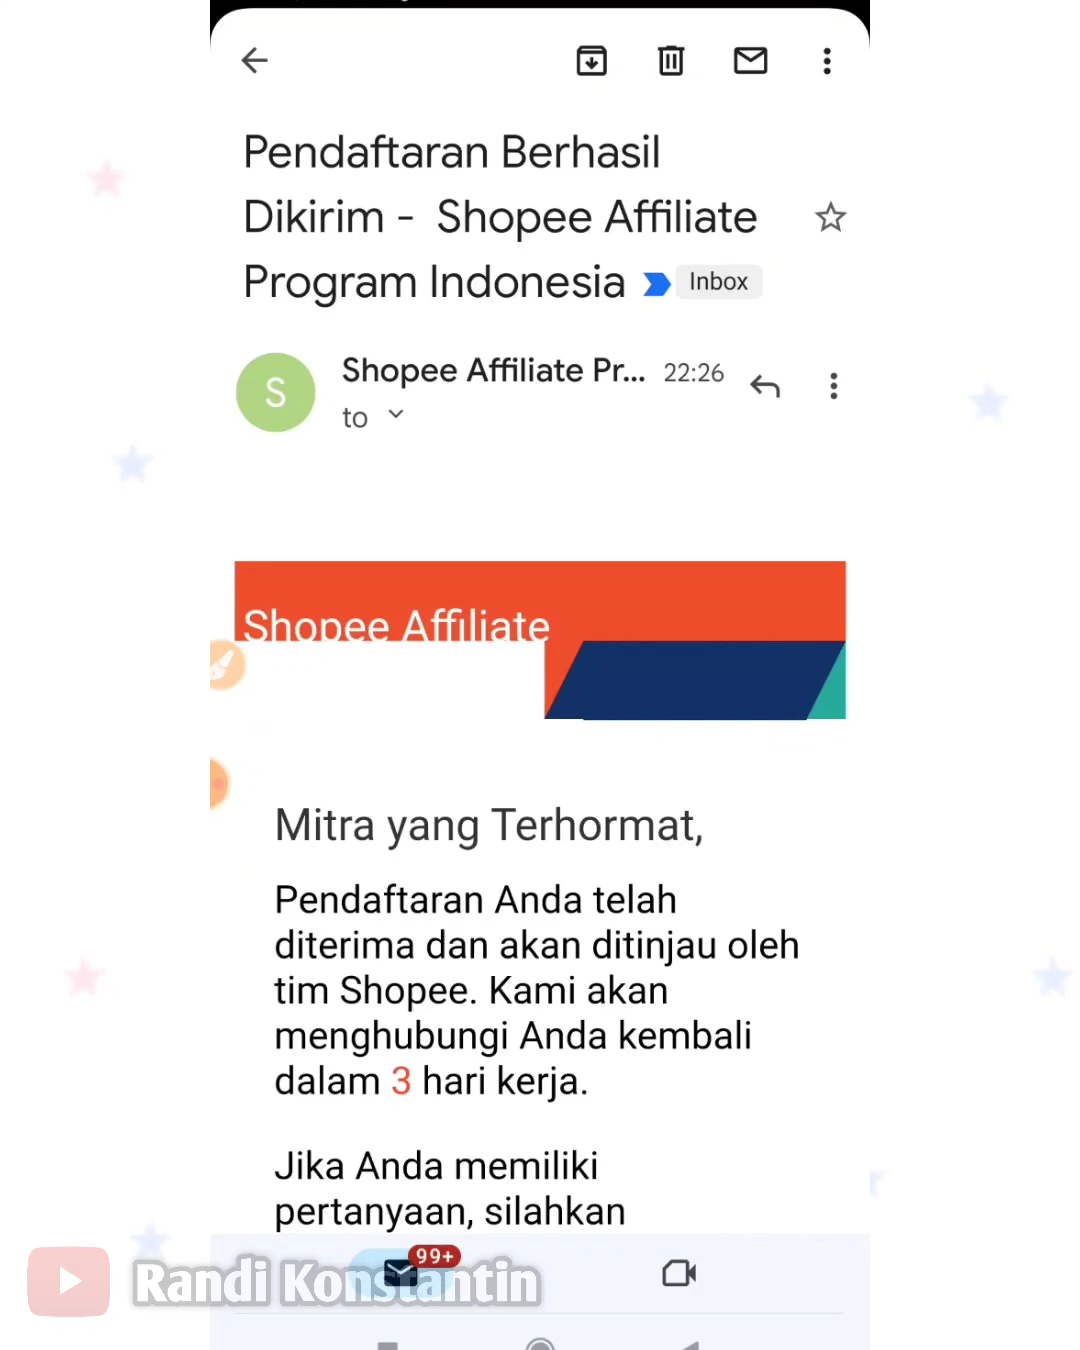 Pendaftaran Berhasil
Dikirim - Shopee Affiliate
Program Indonesia Inbox
S
Shopee Affiliate Pr... 22:26
to
Shopee Affiliate
Mitra yang Terhormat,
Pendaftaran Anda telah
diterima dan akan ditinjau oleh
tim Shopee. Kami akan
menghubungi Anda kembali
dalam 3 hari kerja.
Jika Anda memiliki
pertanyaan, silahkan
99+
Randi Konstantin